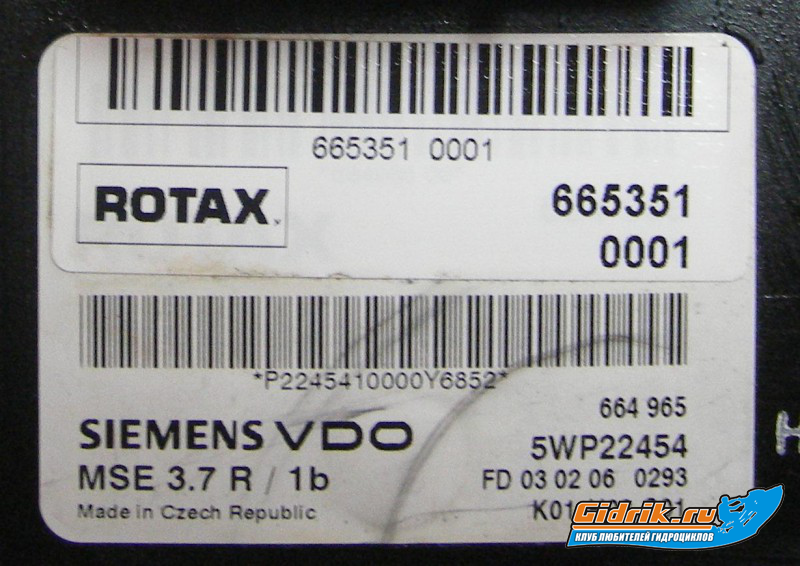 665351 0001
ROTAX
665351
0001
*P2245410000Y6852*
664 965
SIEMENS VDO
5WP22454
MSE 3.7 R / 1b
FD 03 02 06 0293
Made in Czech Republic
K01
Gidrik.ru
КЛУБ ЛЮБИТЕЛЕЙ ГИДРОЦИКЛОВ
H